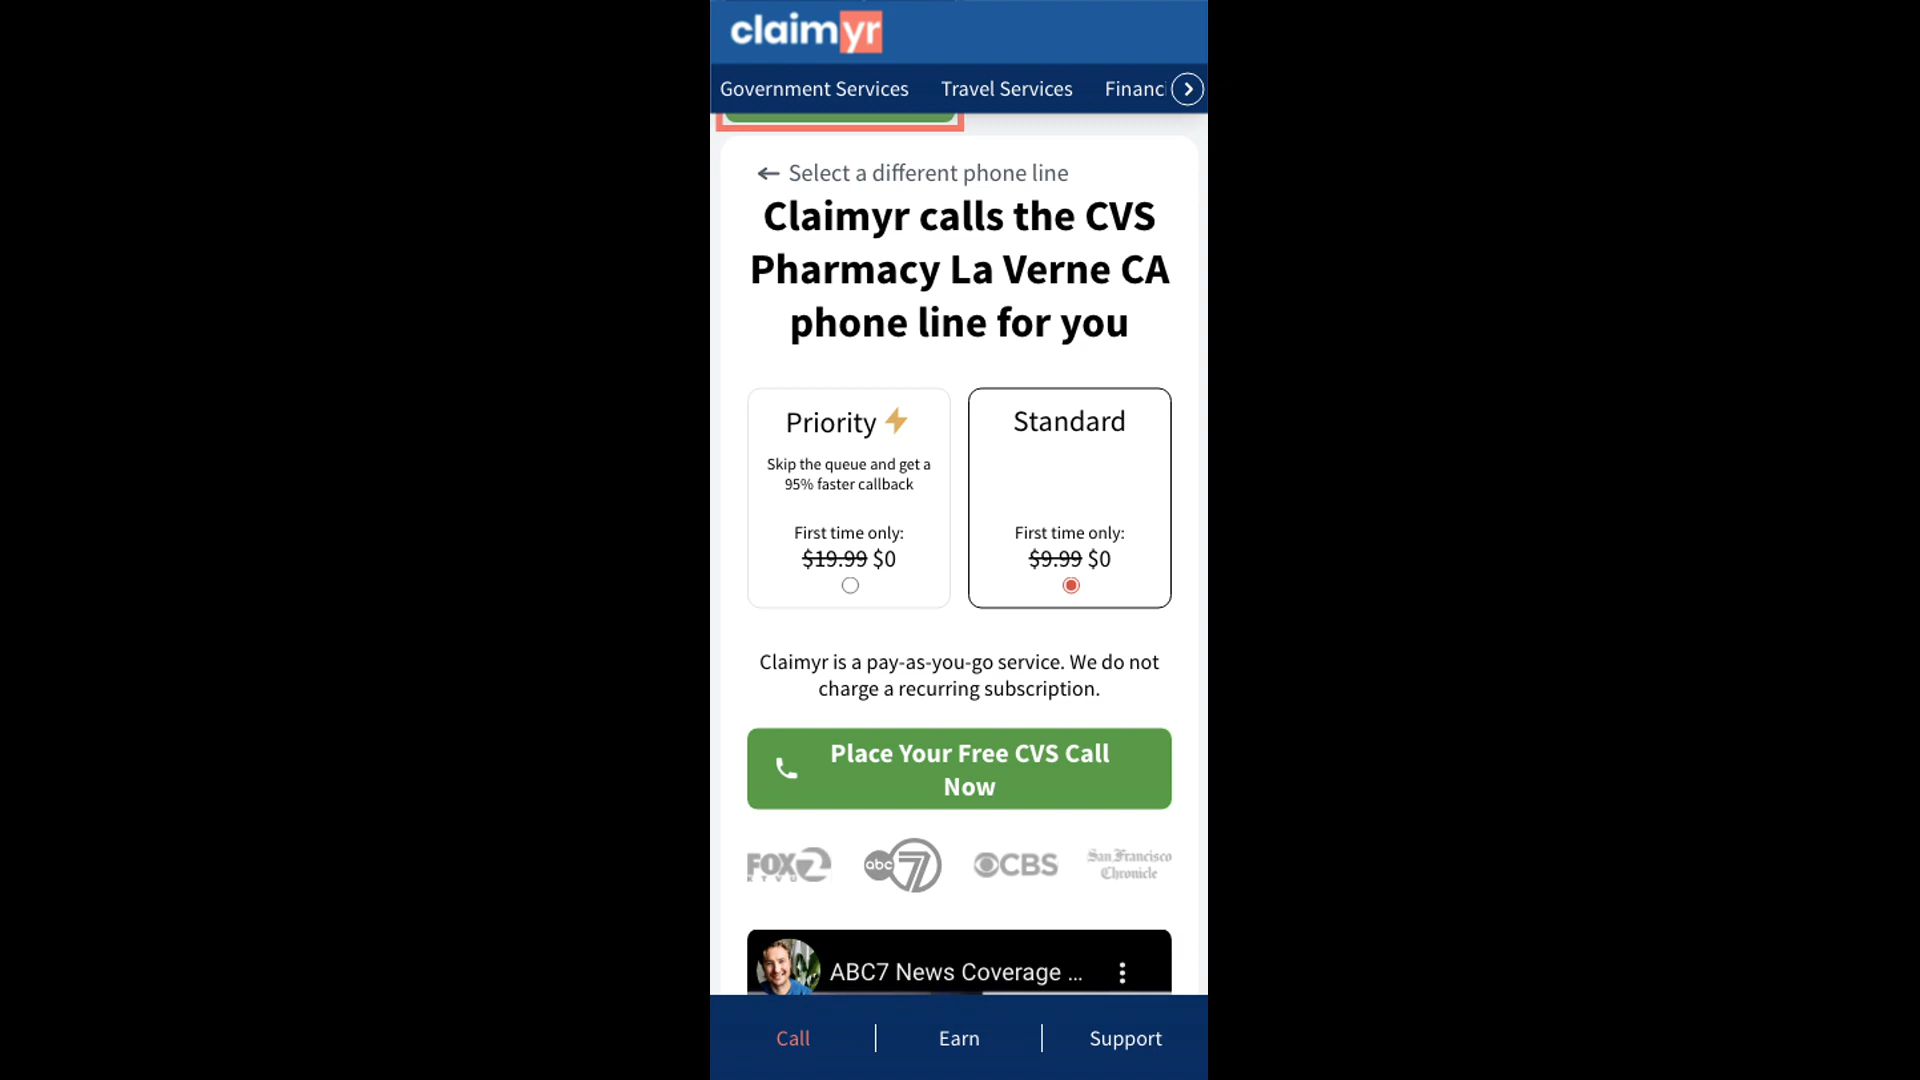 claimyr
Government Services Travel Services Financ
Select a different phone line
Claimyr calls the CVS
Pharmacy La Verne CA
phone line for you
Priority
Skip the queue and get a
95% faster callback
First time only:
$19.99 $0
Standard
First time only:
$9.99 $0
Claimyr is a pay-as-you-go service. We do not
charge a recurring subscription.
Place Your Free CVS Call
Now
FOX 2
KTVU
abc 7
CBS
San Francisco
Chronicle
ABC7 News Coverage ...
Call | Earn | Support